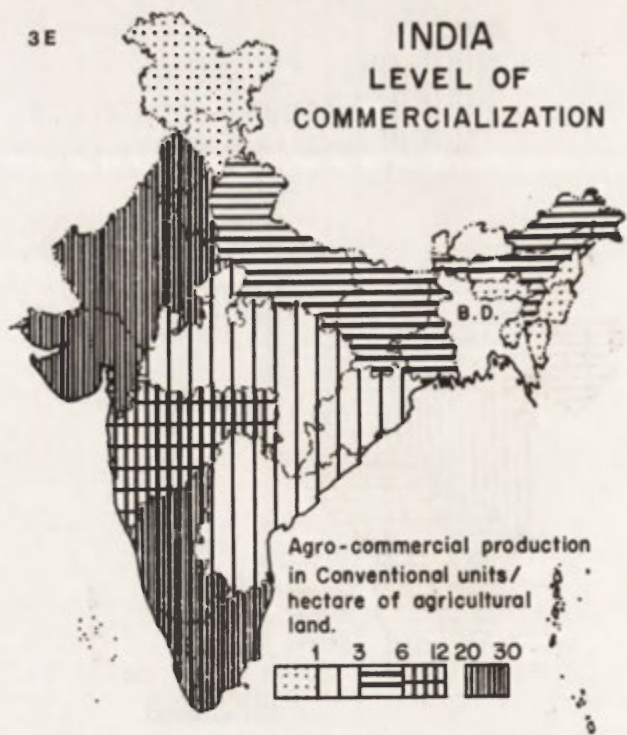 3E
INDIA
LEVEL OF
COMMERCIALIZATION
B.D.
Agro-commercial production
in Conventional units/
hectare of agricultural
land.
1 3 6 12 20 30